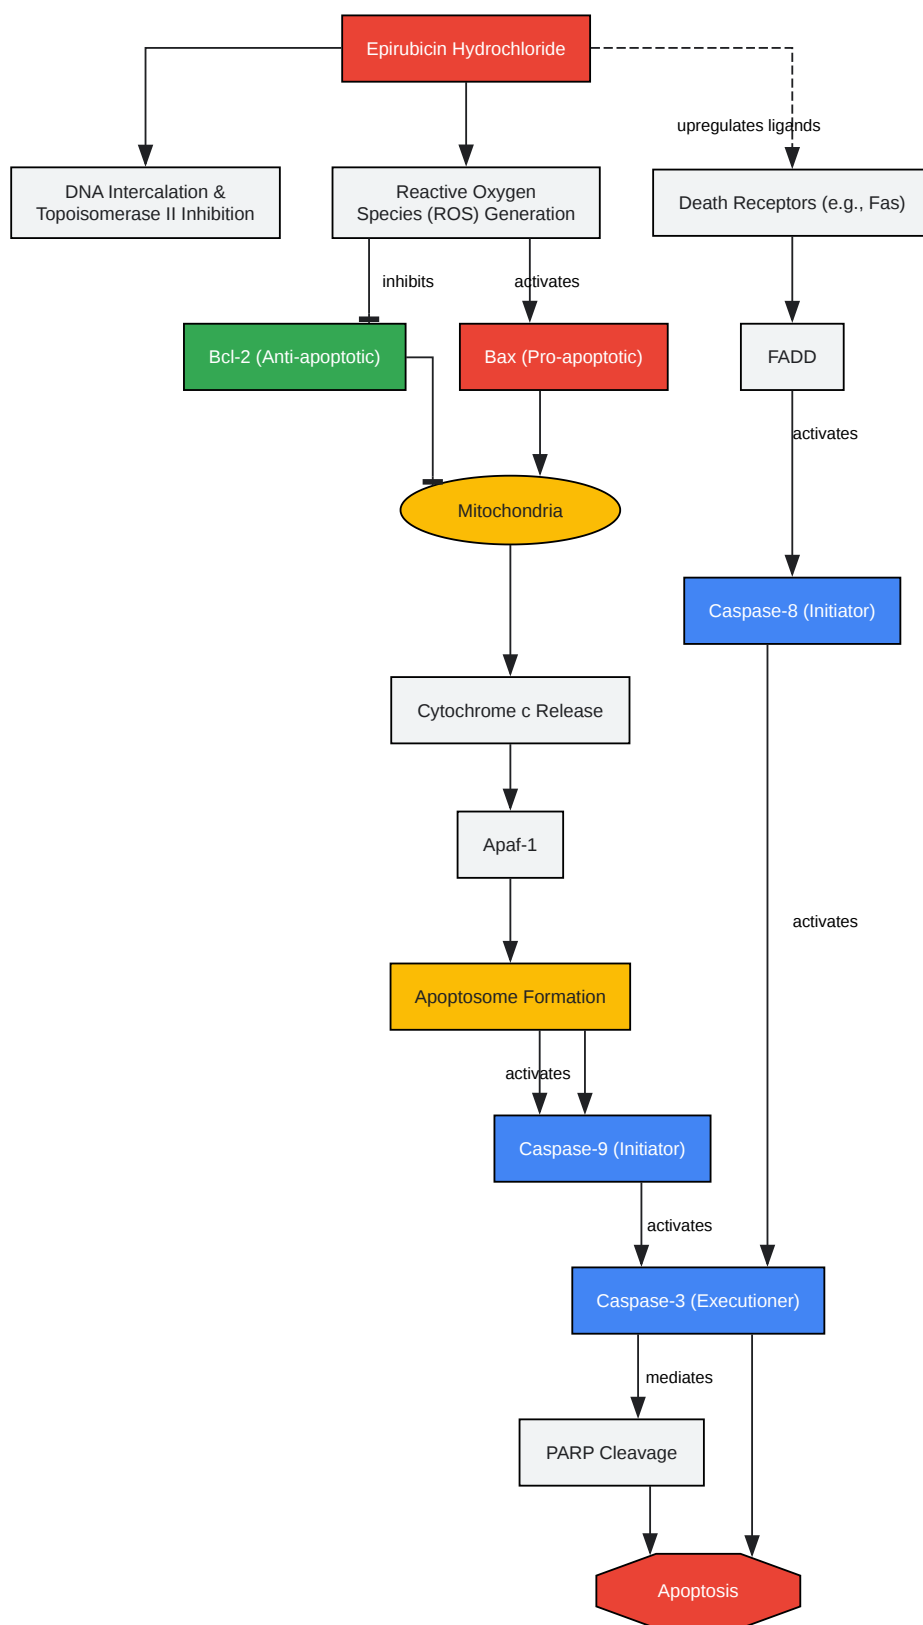 Epirubicin Hydrochloride
upregulates ligands
DNA Intercalation &
Topoisomerase II Inhibition
Reactive Oxygen
Species (ROS) Generation
Death Receptors (e.g., Fas)
inhibits
activates
Bcl-2 (Anti-apoptotic)
Bax (Pro-apoptotic)
FADD
activates
Mitochondria
Caspase-8 (Initiator)
Cytochrome c Release
Apaf-1
activates
Apoptosome Formation
activates
Caspase-9 (Initiator)
activates
Caspase-3 (Executioner)
mediates
PARP Cleavage
Apoptosis